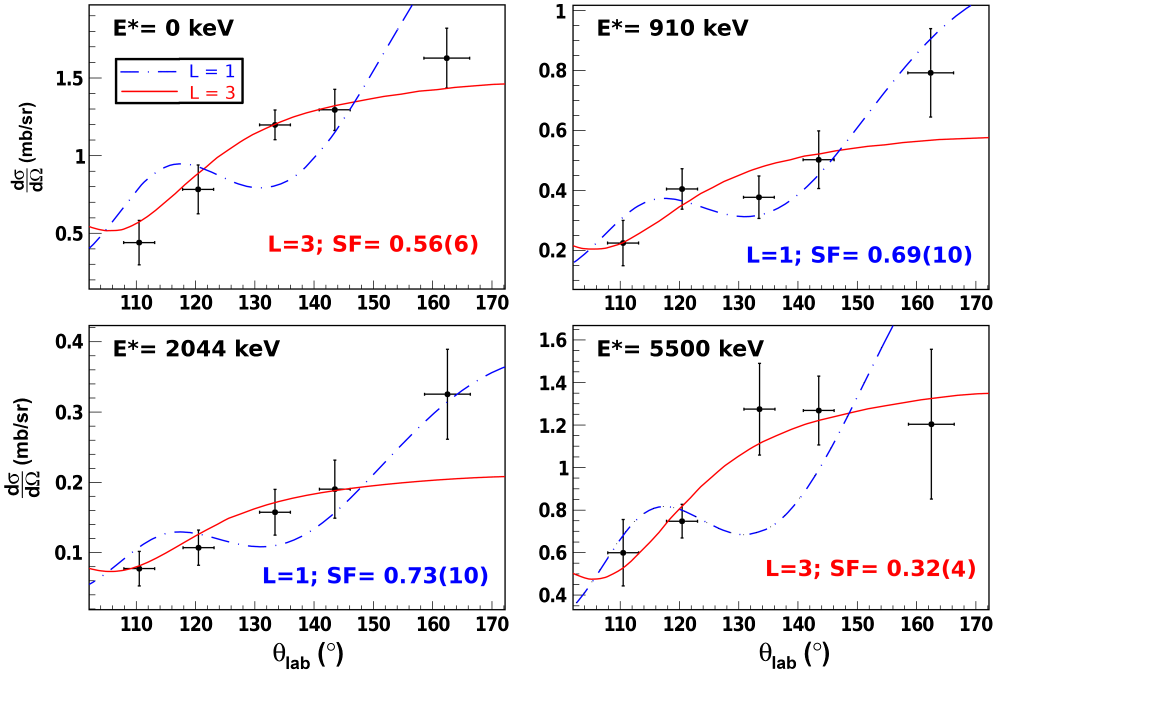 E*= 0 keV
L = 1
L = 3
1.5
1
0.5
dσ
dΩ (mb/sr)
L=3; SF= 0.56(6)
110 120 130 140 150 160 170
E*= 910 keV
1
0.8
0.6
0.4
0.2
L=1; SF= 0.69(10)
110 120 130 140 150 160 170
E*= 2044 keV
0.4
0.3
0.2
0.1
dσ
dΩ (mb/sr)
L=1; SF= 0.73(10)
110 120 130 140 150 160 170
θlab (°)
E*= 5500 keV
1.6
1.4
1.2
1
0.8
0.6
0.4
L=3; SF= 0.32(4)
110 120 130 140 150 160 170
θlab (°)